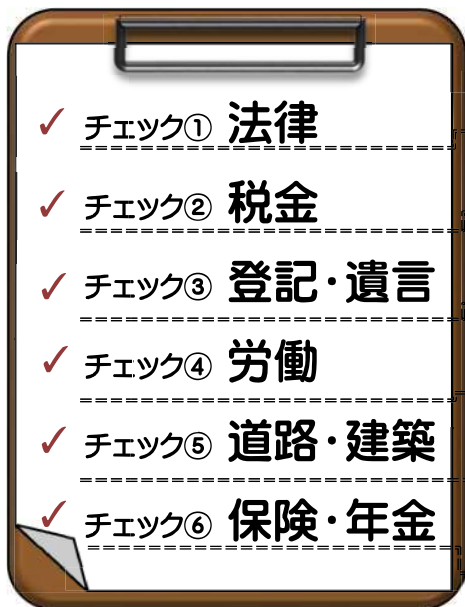 ✓ チェック① 法律
✓ チェック② 税金
✓ チェック③ 登記・遺言
✓ チェック④ 労働
✓ チェック⑤ 道路・建築
✓ チェック⑥ 保険・年金